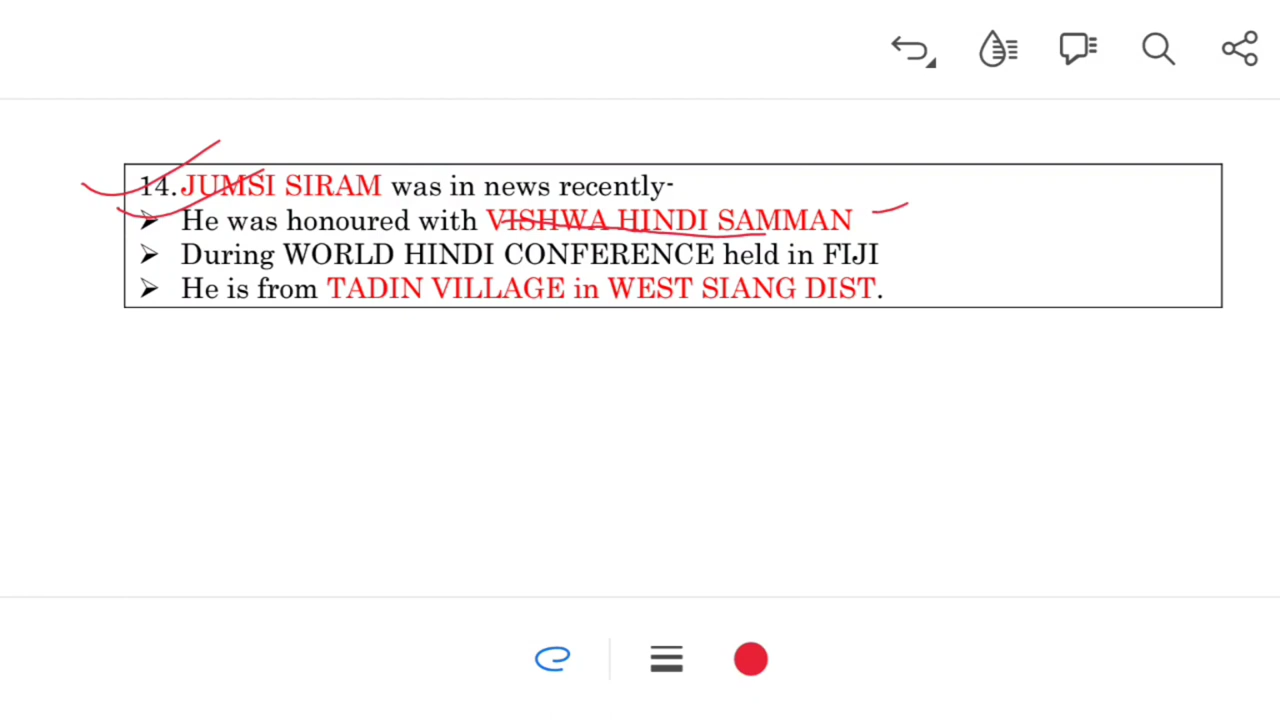 14. JUMSI SIRAM was in news recently-
➢ He was honoured with VISHWA HINDI SAMMAN
➢ During WORLD HINDI CONFERENCE held in FIJI
➢ He is from TADIN VILLAGE in WEST SIANG DIST.